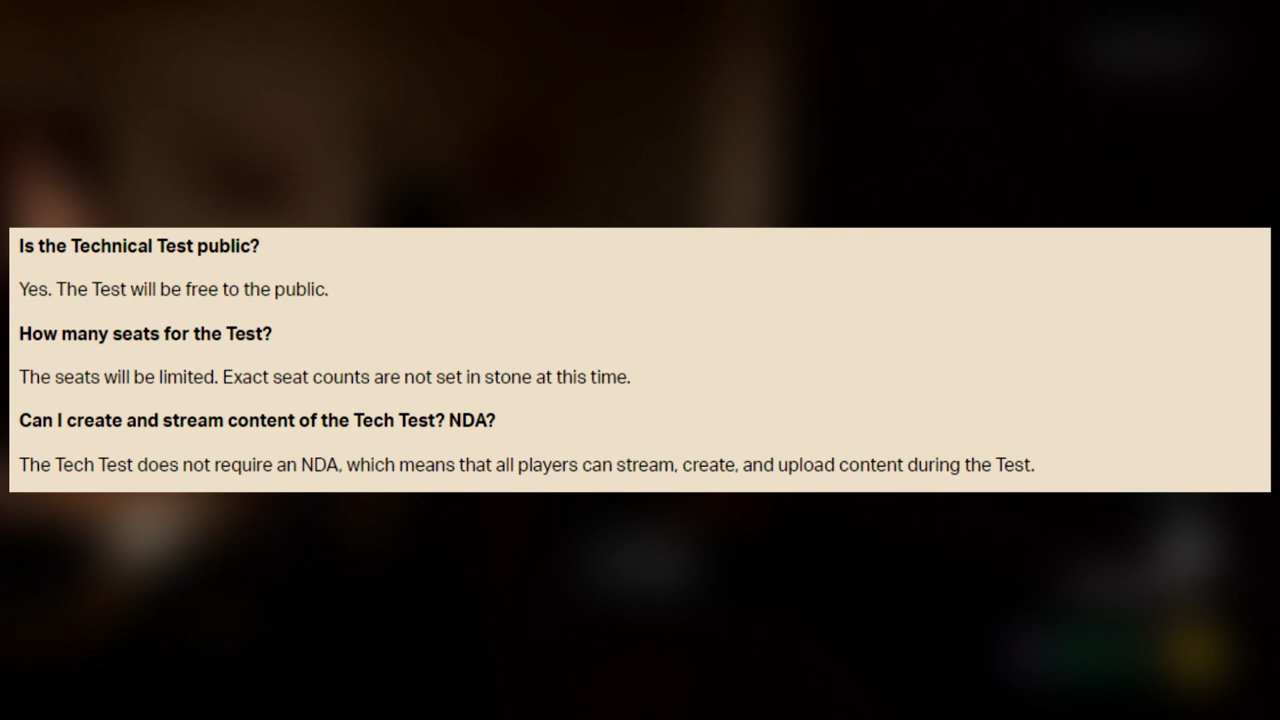 Is the Technical Test public?
Yes. The Test will be free to the public.
How many seats for the Test?
The seats will be limited. Exact seat counts are not set in stone at this time.
Can I create and stream content of the Tech Test? NDA?
The Tech Test does not require an NDA, which means that all players can stream, create, and upload content during the Test.